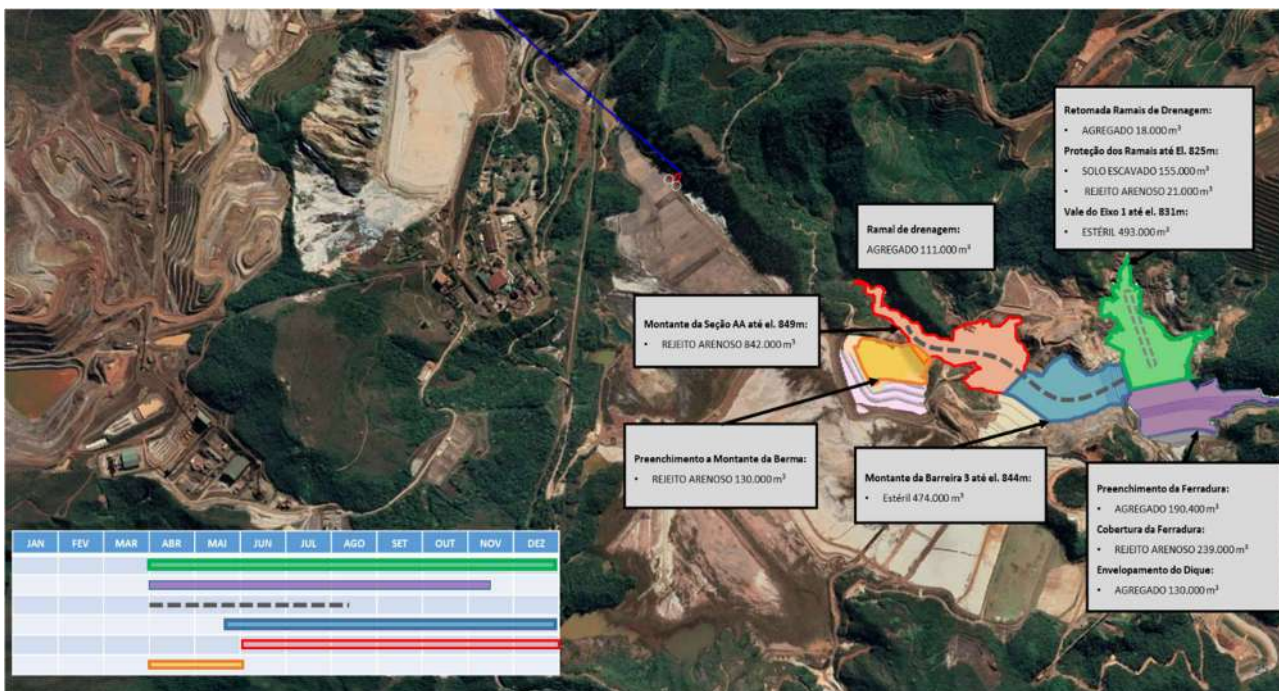 Retomada Ramais de Drenagem:
• AGREGADO 18.000 m³
Proteção dos Ramais até El. 825m:
• SOLO ESCAVADO 155.000 m³
• REJEITO ARENOSO 21.000 m³
Vale do Eixo 1 até el. 831m:
• ESTÉRIL 493.000 m³
Ramal de drenagem:
AGREGADO 111.000 m³
Montante da Seção AA até el. 849m:
• REJEITO ARENOSO 842.000 m³
Preenchimento a Montante da Berma:
• REJEITO ARENOSO 130.000 m³
Montante da Barreira 3 até el. 844m:
• Estéril 474.000 m³
Preenchimento da Ferradura:
• AGREGADO 190.400 m³
Cobertura da Ferradura:
• REJEITO ARENOSO 239.000 m³
Envelopamento do Dique:
• AGREGADO 130.000 m³
JAN FEV MAR ABR MAI JUN JUL AGO SET OUT NOV DEZ